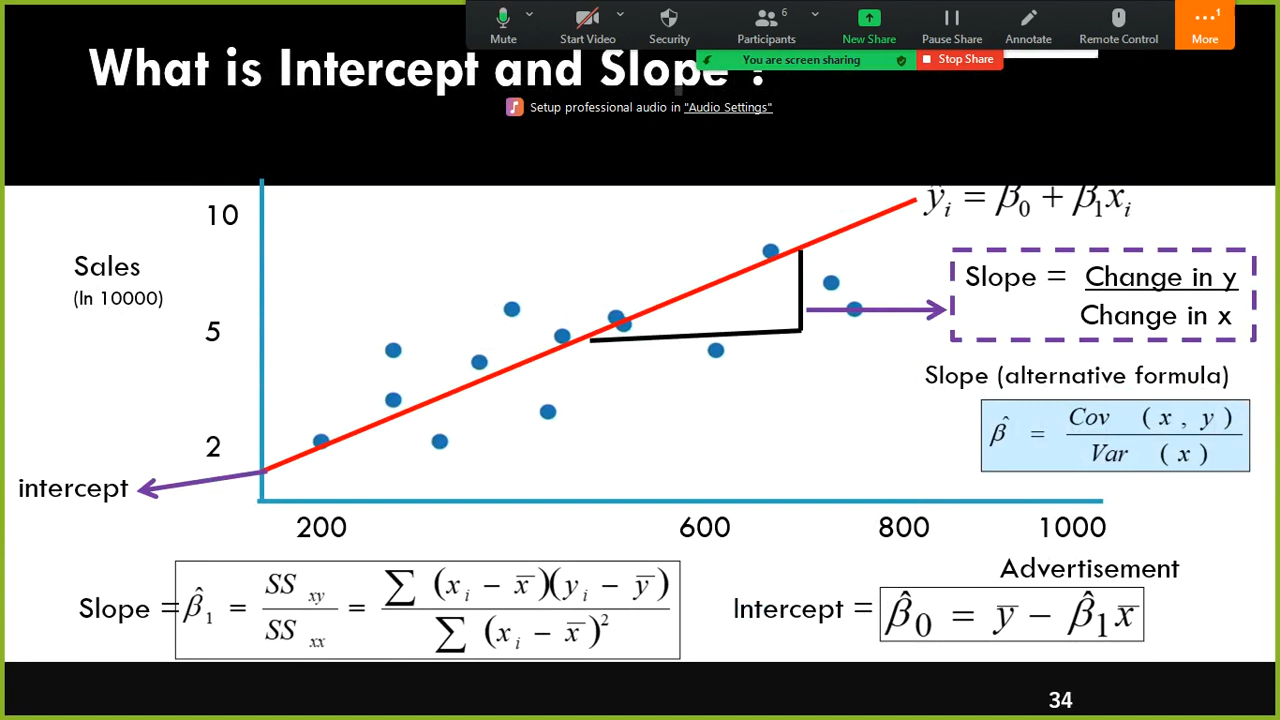 6
1
Mute
Start Video
Security
Participants
New Share
Pause Share
Annotate
Remote Control
More
You are screen sharing
Stop Share
What is Intercept and Slope ?
Setup professional audio in "Audio Settings"
ŷᵢ = β₀ + β₁xᵢ
10
Sales
(In 10000)
5
2
intercept
Slope = Change in y
Change in x
Slope (alternative formula)
β̂ = Cov ( x , y )
Var ( x )
200
600
800
1000
Advertisement
Slope = β̂₁ = SS xy / SS xx = ∑ (xᵢ − x̅)(yᵢ − y̅) / ∑ (xᵢ − x̅)²
Intercept = β̂₀ = y̅ − β̂₁x̅
34